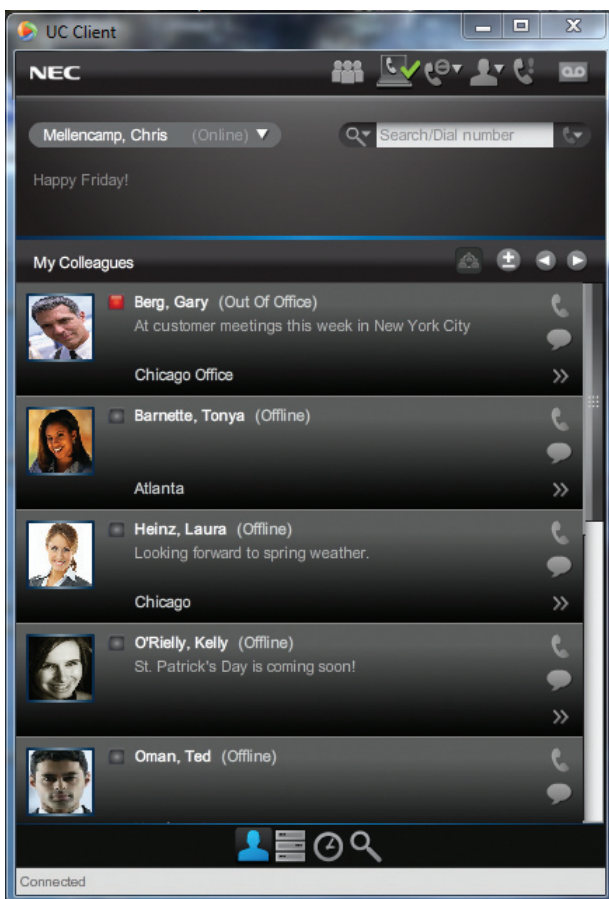 UC Client
NEC
Mellencamp, Chris (Online)
Search/Dial number
Happy Friday!
My Colleagues
Berg, Gary (Out Of Office)
At customer meetings this week in New York City
Chicago Office
Barnette, Tonya (Offline)
Atlanta
Heinz, Laura (Offline)
Looking forward to spring weather.
Chicago
O'Rielly, Kelly (Offline)
St. Patrick's Day is coming soon!
Oman, Ted (Offline)
Connected